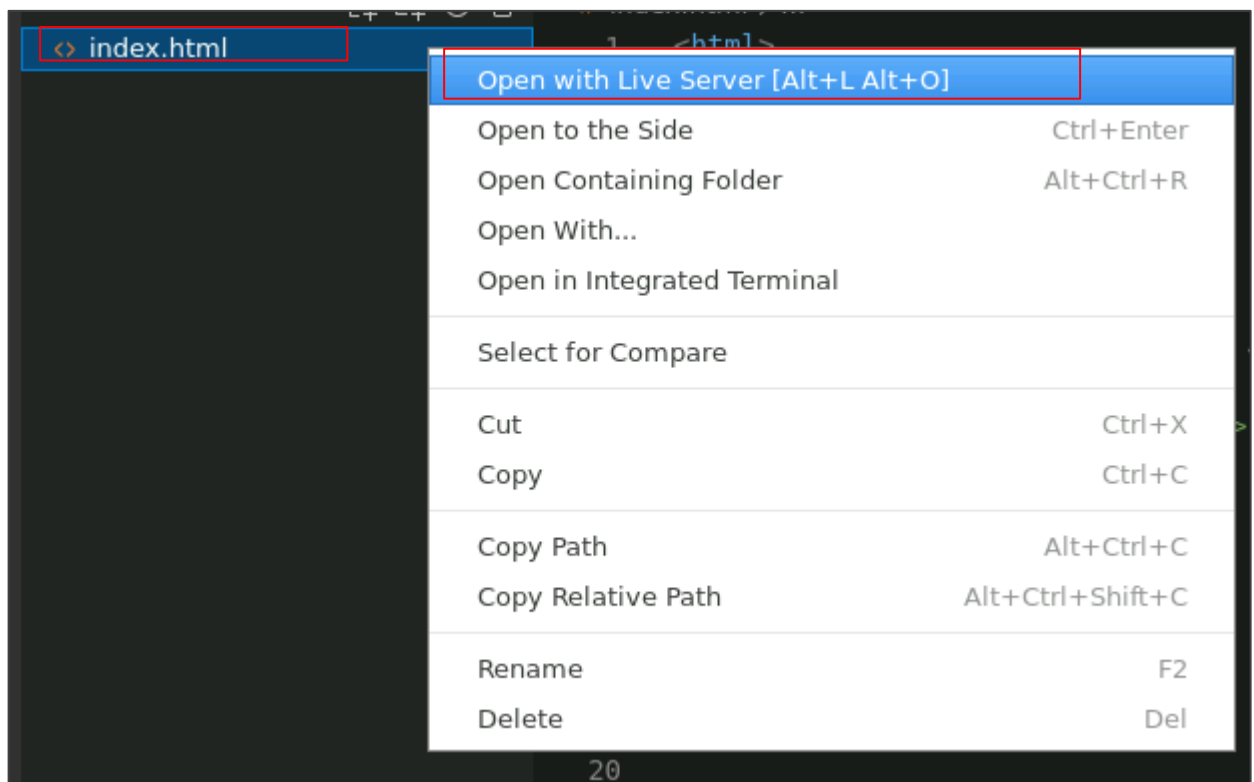 <> index.html
1 <html>
Open with Live Server [Alt+L Alt+O]
Open to the Side Ctrl+Enter
Open Containing Folder Alt+Ctrl+R
Open With...
Open in Integrated Terminal
Select for Compare
Cut Ctrl+X
Copy Ctrl+C
Copy Path Alt+Ctrl+C
Copy Relative Path Alt+Ctrl+Shift+C
Rename F2
Delete Del
20